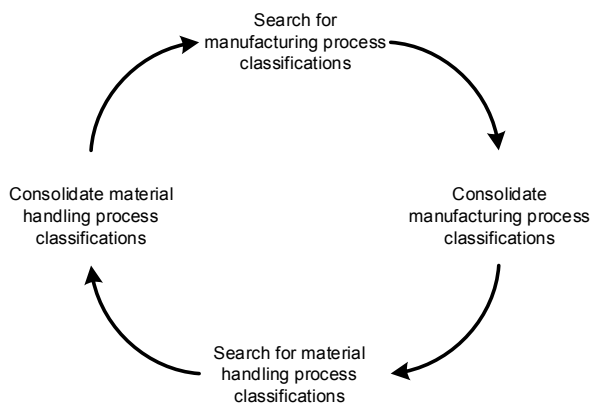 Search for
manufacturing process
classifications
Consolidate
manufacturing process
classifications
Search for material
handling process
classifications
Consolidate material
handling process
classifications